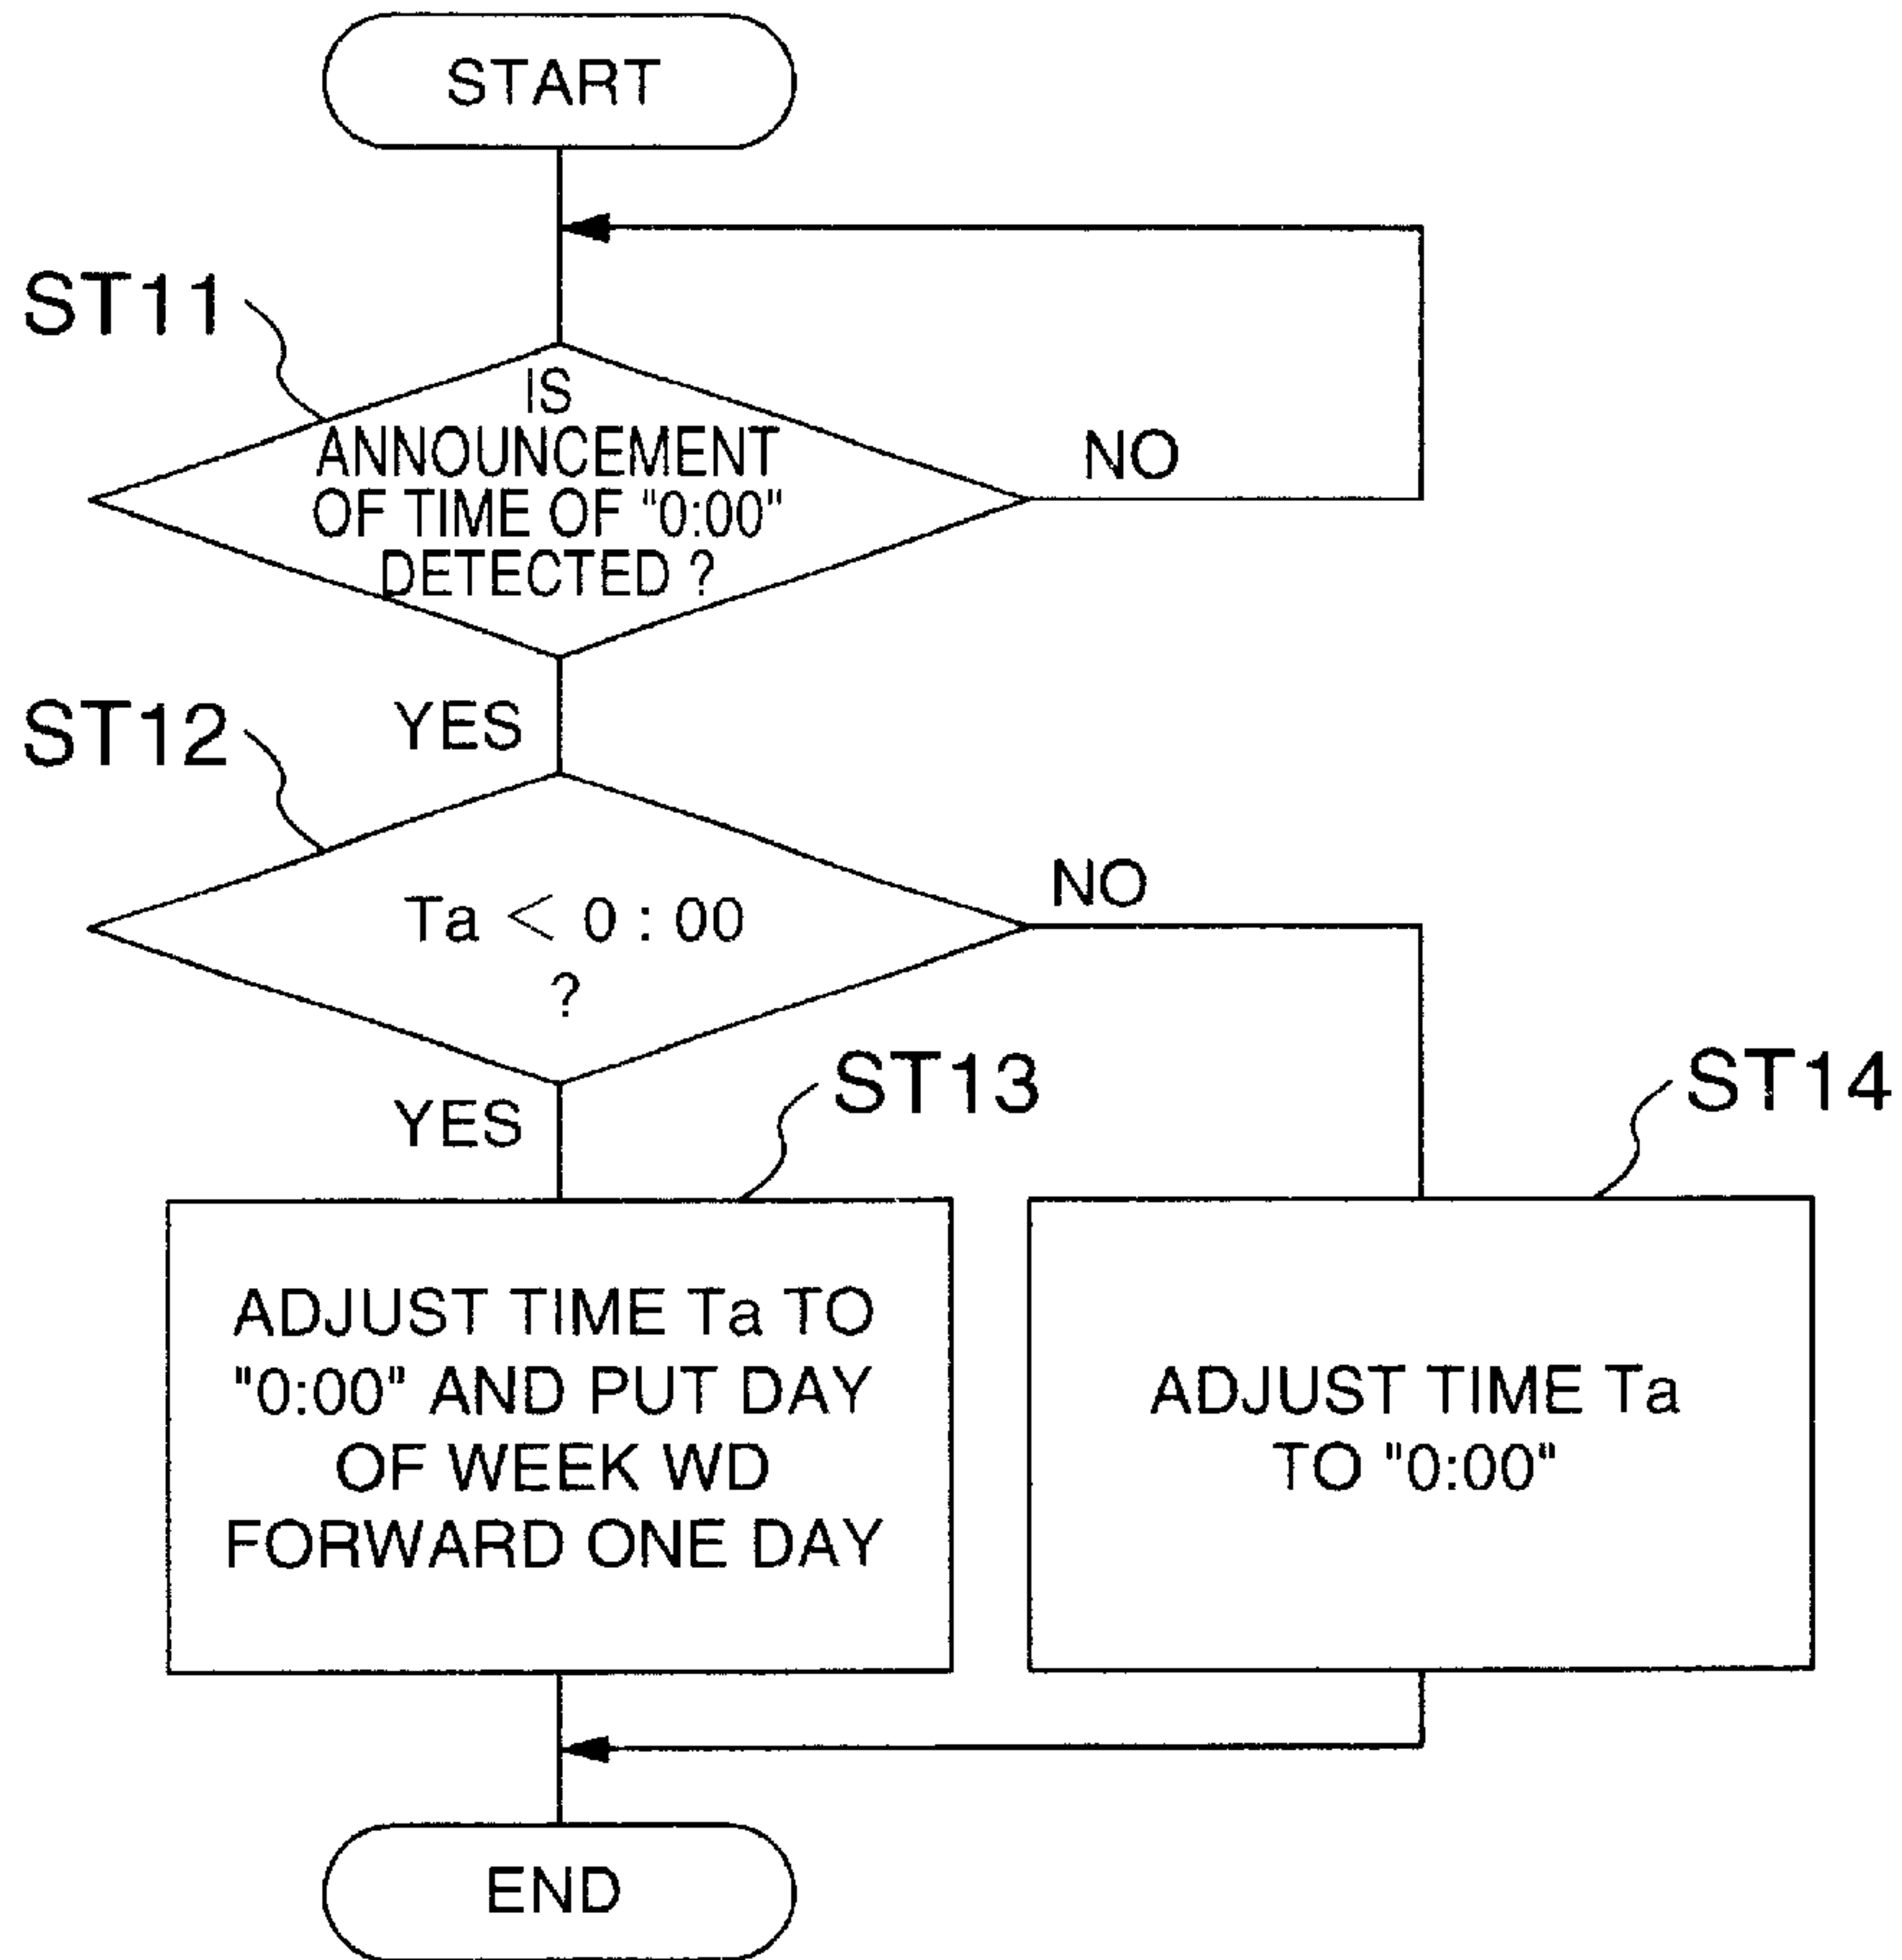 START
ST11
IS
ANNOUNCEMENT
OF TIME OF "0:00"
DETECTED ?
NO
YES
ST12
Ta < 0 : 00
?
NO
YES
ST13
ST14
ADJUST TIME Ta TO
"0:00" AND PUT DAY
OF WEEK WD
FORWARD ONE DAY
ADJUST TIME Ta
TO "0:00"
END